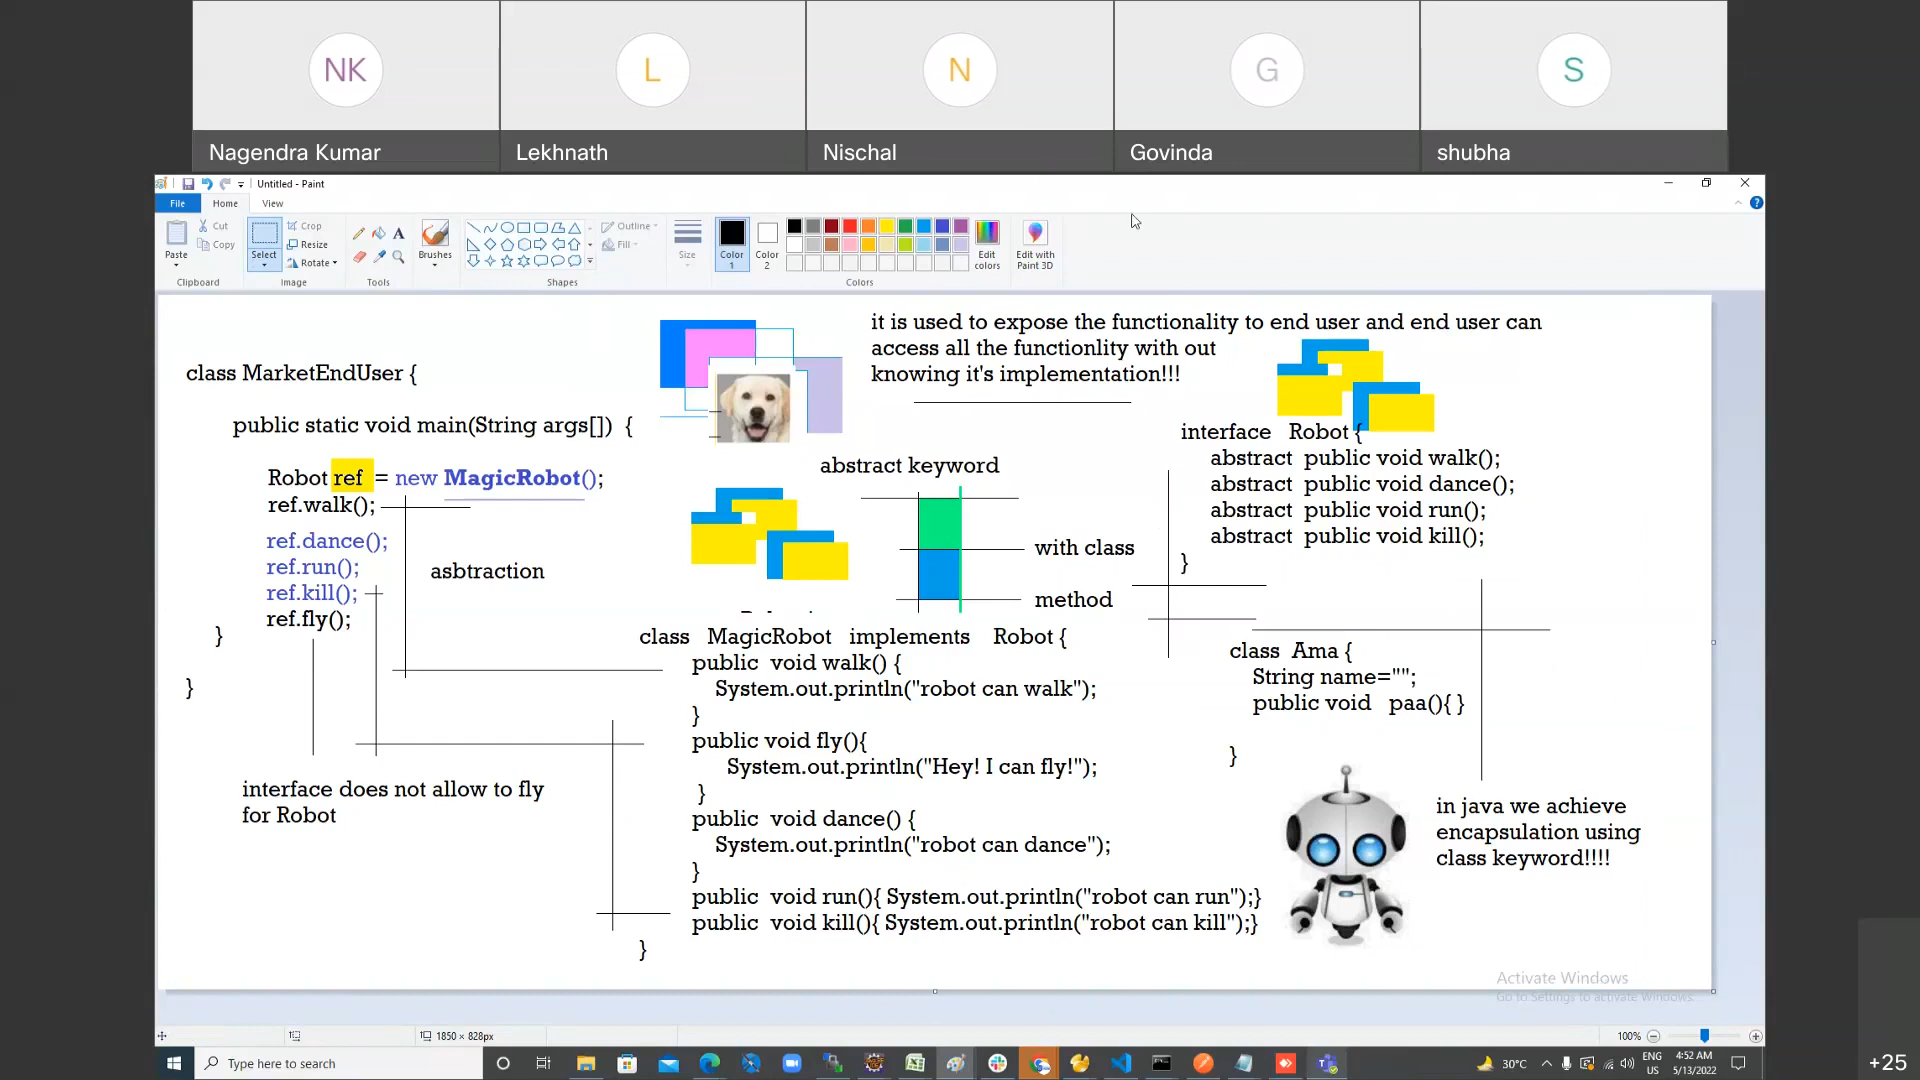 NK
L
N
G
S
Nagendra Kumar
Lekhnath
Nischal
Govinda
shubha
Untitled - Paint
File
Home
View
Paste
Cut
Copy
Clipboard
Select
Crop
Resize
Rotate
Image
Tools
Brushes
Shapes
Outline
Fill
Size
Color
1
Color
2
Colors
Edit
colors
Edit with
Paint 3D
it is used to expose the functionality to end user and end user can
access all the functionlity with out
knowing it's implementation!!!
class MarketEndUser {
public static void main(String args[]) {
Robot ref = new MagicRobot();
ref.walk();
ref.dance();
ref.run();
ref.kill();
ref.fly();
}
}
asbtraction
interface does not allow to fly
for Robot
abstract keyword
with class
method
interface Robot {
abstract public void walk();
abstract public void dance();
abstract public void run();
abstract public void kill();
}
class MagicRobot implements Robot {
public void walk() {
System.out.println("robot can walk");
}
public void fly(){
System.out.println("Hey! I can fly!");
}
public void dance() {
System.out.println("robot can dance");
}
public void run(){ System.out.println("robot can run");}
public void kill(){ System.out.println("robot can kill");}
}
class Ama {
String name="";
public void paa(){ }
}
in java we achieve
encapsulation using
class keyword!!!!
Activate Windows
Go to Settings to activate Windows.
1850 × 828px
100%
Type here to search
30°C
ENG
US
4:52 AM
5/13/2022
+25